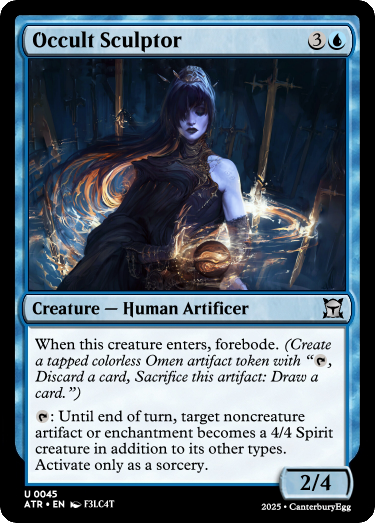 Occult Sculptor 3
Creature — Human Artificer
When this creature enters, forebode. (Create
a tapped colorless Omen artifact token with “,
Discard a card, Sacrifice this artifact: Draw a
card.”)
: Until end of turn, target noncreature
artifact or enchantment becomes a 4/4 Spirit
creature in addition to its other types.
Activate only as a sorcery.
2/4
U 0045
ATR • EN F3LC4T
2025 • CanterburyEgg